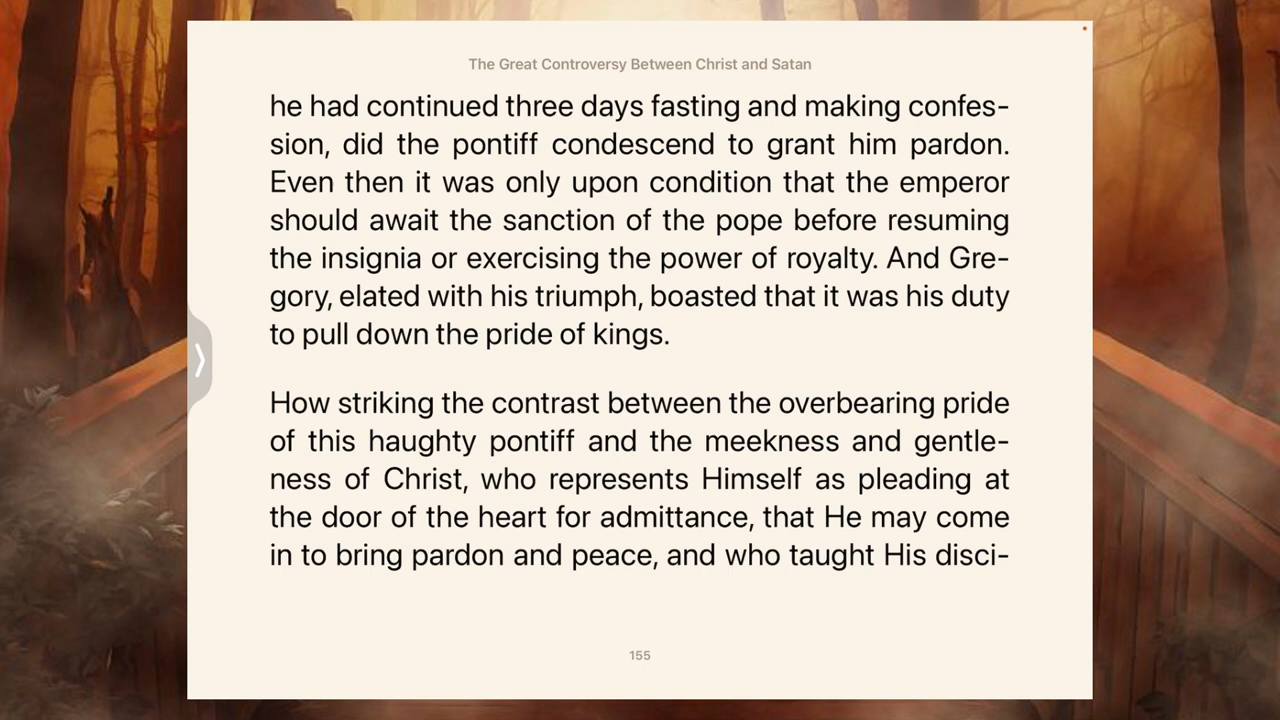 The Great Controversy Between Christ and Satan
he had continued three days fasting and making confes-
sion, did the pontiff condescend to grant him pardon.
Even then it was only upon condition that the emperor
should await the sanction of the pope before resuming
the insignia or exercising the power of royalty. And Gre-
gory, elated with his triumph, boasted that it was his duty
to pull down the pride of kings.
How striking the contrast between the overbearing pride
of this haughty pontiff and the meekness and gentle-
ness of Christ, who represents Himself as pleading at
the door of the heart for admittance, that He may come
in to bring pardon and peace, and who taught His disci-
155